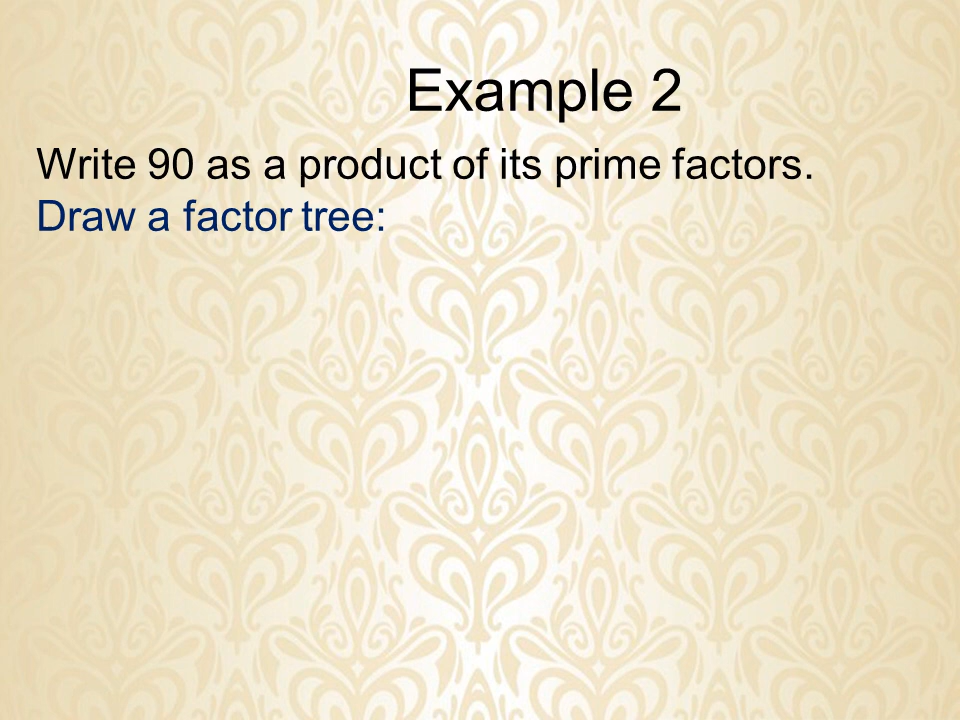 Example 2
Write 90 as a product of its prime factors.
Draw a factor tree: